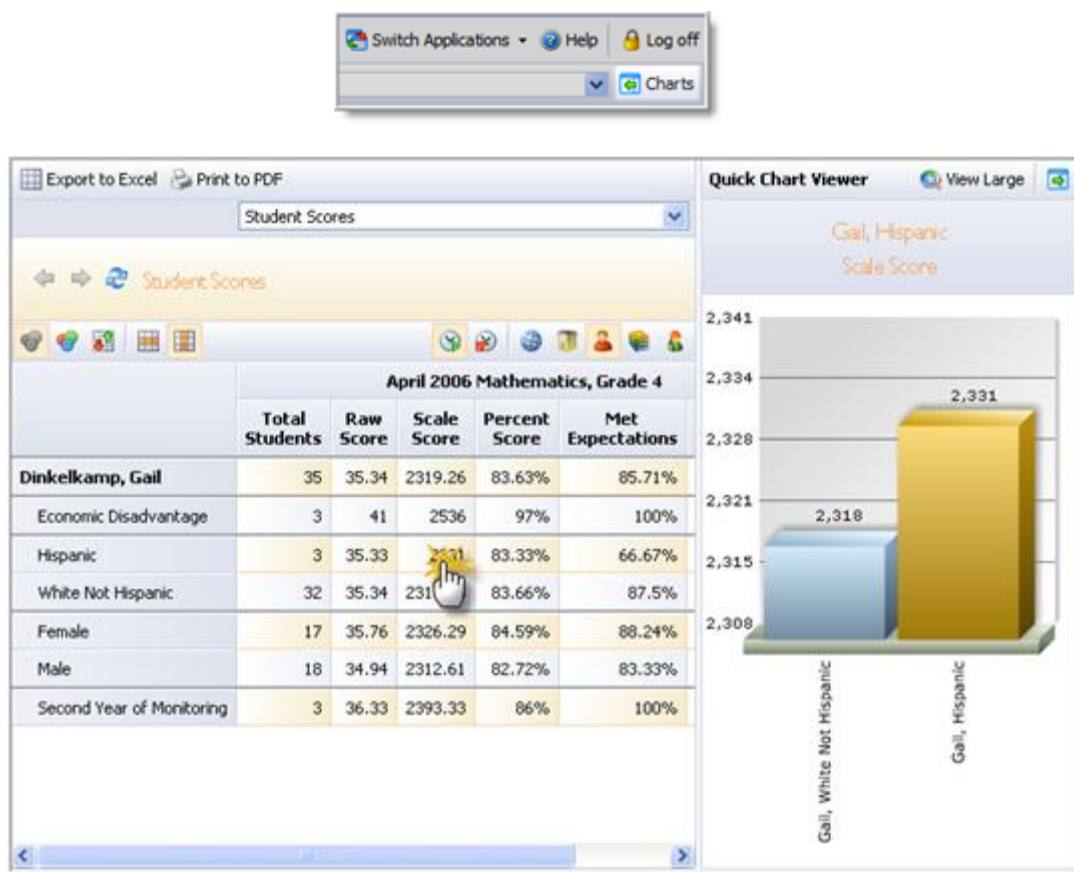 Switch Applications Help Log off
Charts
Export to Excel Print to PDF
Student Scores
Student Scores
April 2006 Mathematics, Grade 4
Total Students Raw Score Scale Score Percent Score Met Expectations
Dinkelkamp, Gail 35 35.34 2319.26 83.63% 85.71%
Economic Disadvantage 3 41 2536 97% 100%
Hispanic 3 35.33 83.33% 66.67%
White Not Hispanic 32 35.34 83.66% 87.5%
Female 17 35.76 2326.29 84.59% 88.24%
Male 18 34.94 2312.61 82.72% 83.33%
Second Year of Monitoring 3 36.33 2393.33 86% 100%
Quick Chart Viewer View Large
Gail, Hispanic
Scale Score
2,341
2,334
2,331
2,328
2,321
2,318
2,315
2,308
Gail, White Not Hispanic
Gail, Hispanic